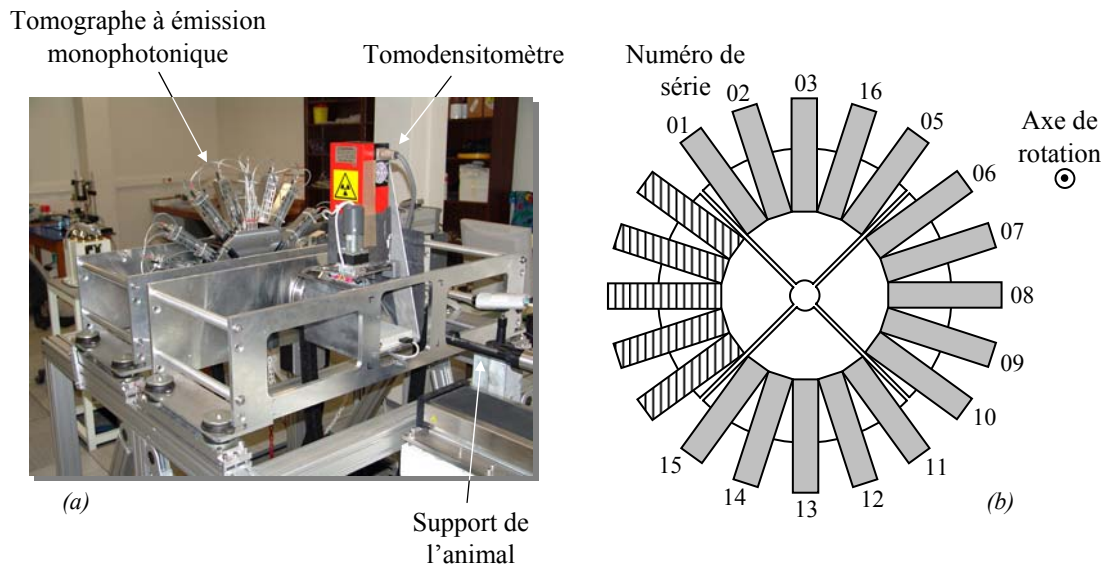 Tomographe à émission
monophotonique
Tomodensitomètre
(a)
Support de
l'animal
Numéro de
série
01
02
03
16
05
06
07
08
09
10
11
12
13
14
15
Axe de
rotation
(b)